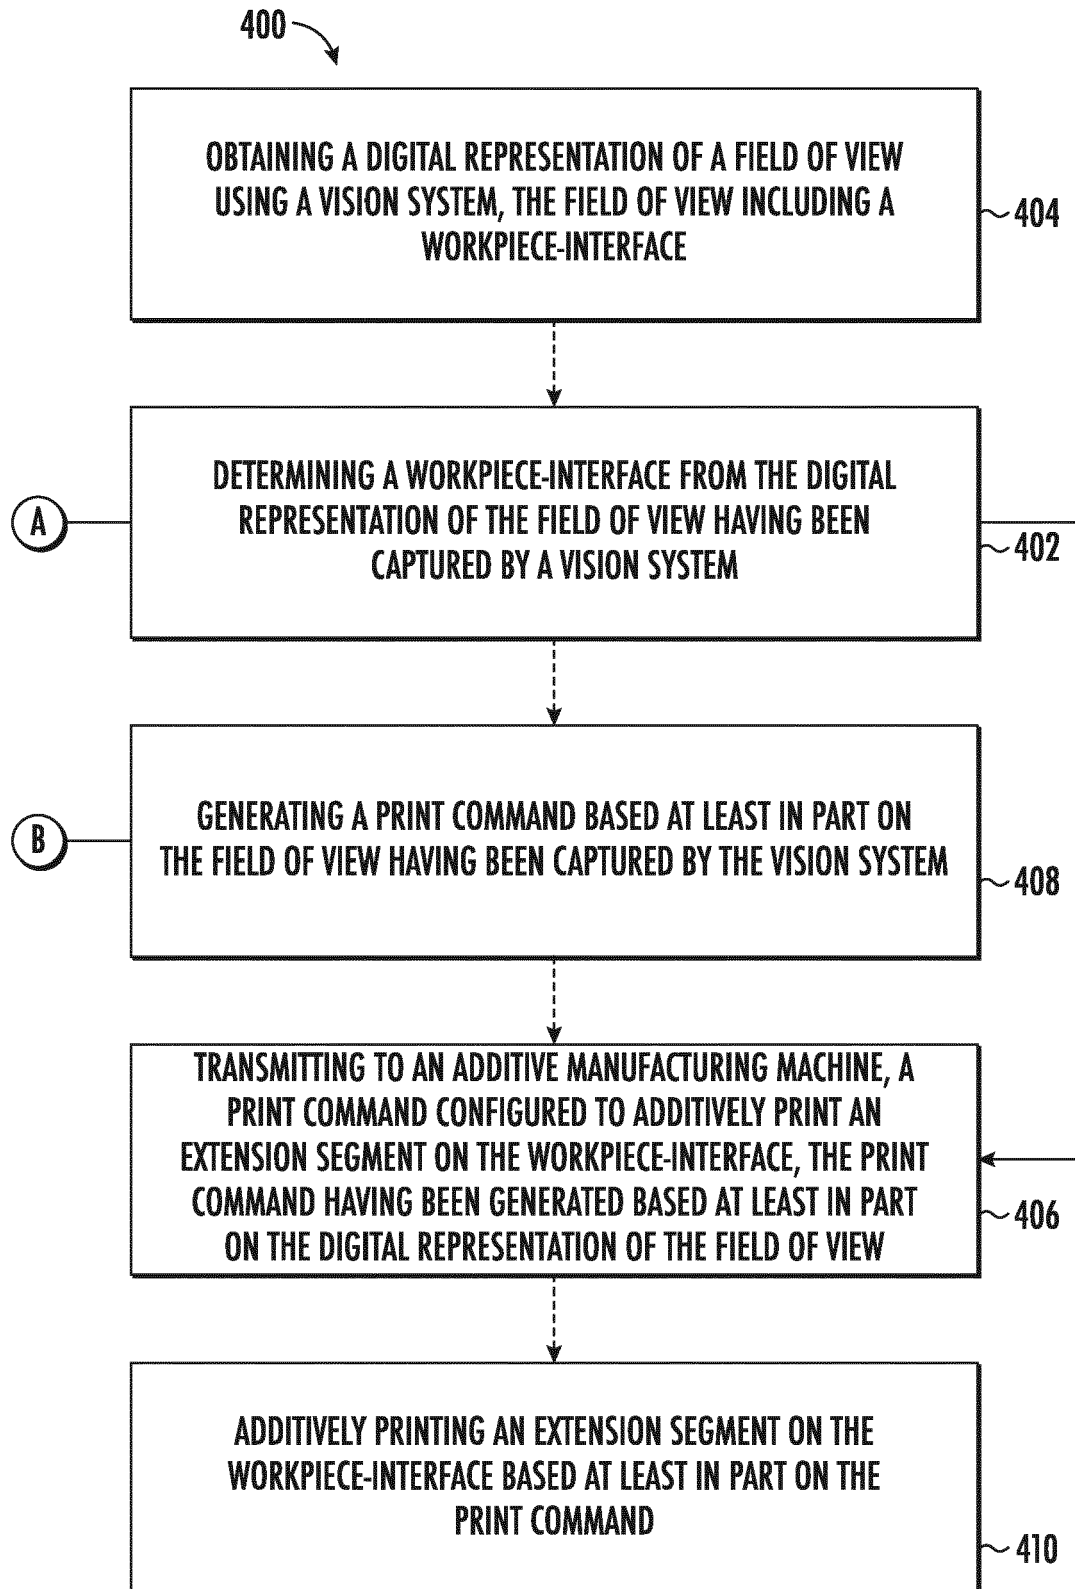 400
OBTAINING A DIGITAL REPRESENTATION OF A FIELD OF VIEW
USING A VISION SYSTEM, THE FIELD OF VIEW INCLUDING A
WORKPIECE-INTERFACE
404
DETERMINING A WORKPIECE-INTERFACE FROM THE DIGITAL
REPRESENTATION OF THE FIELD OF VIEW HAVING BEEN
CAPTURED BY A VISION SYSTEM
A
402
GENERATING A PRINT COMMAND BASED AT LEAST IN PART ON
THE FIELD OF VIEW HAVING BEEN CAPTURED BY THE VISION SYSTEM
B
408
TRANSMITTING TO AN ADDITIVE MANUFACTURING MACHINE, A
PRINT COMMAND CONFIGURED TO ADDITIVELY PRINT AN
EXTENSION SEGMENT ON THE WORKPIECE-INTERFACE, THE PRINT
COMMAND HAVING BEEN GENERATED BASED AT LEAST IN PART
ON THE DIGITAL REPRESENTATION OF THE FIELD OF VIEW
406
ADDITIVELY PRINTING AN EXTENSION SEGMENT ON THE
WORKPIECE-INTERFACE BASED AT LEAST IN PART ON THE
PRINT COMMAND
410